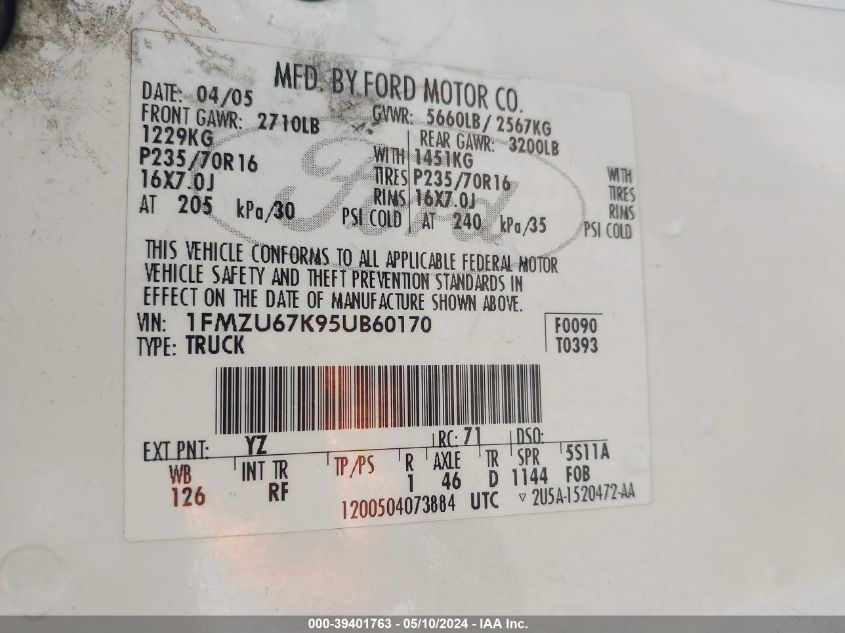 MFD. BY FORD MOTOR CO.
DATE: 04/05 GVWR: 5660LB/ 2567KG
FRONT GAWR: 2710LB REAR GAWR: 3200LB
1229KG WITH 1451KG WITH
P235/70R16 TIRES P235/70R16 TIRES
16X7.0J RIMS 16X7.0J RIMS
AT 205 kPa/30 PSI COLD AT 240 kPa/35 PSI COLD
Ford
THIS VEHICLE CONFORMS TO ALL APPLICABLE FEDERAL MOTOR
VEHICLE SAFETY AND THEFT PREVENTION STANDARDS IN
EFFECT ON THE DATE OF MANUFACTURE SHOWN ABOVE.
VIN: 1FMZU67K95UB60170 F0090
TYPE: TRUCK T0393
EXT PNT: YZ RC: 71 DSO:
WB INT TR TP/PS R AXLE TR SPR 5S11A
126 RF 1 46 D 1144 FOB
1200504073884 UTC ▽ 2U5A-1520472-AA
000-39401763 - 05/10/2024 - IAA Inc.